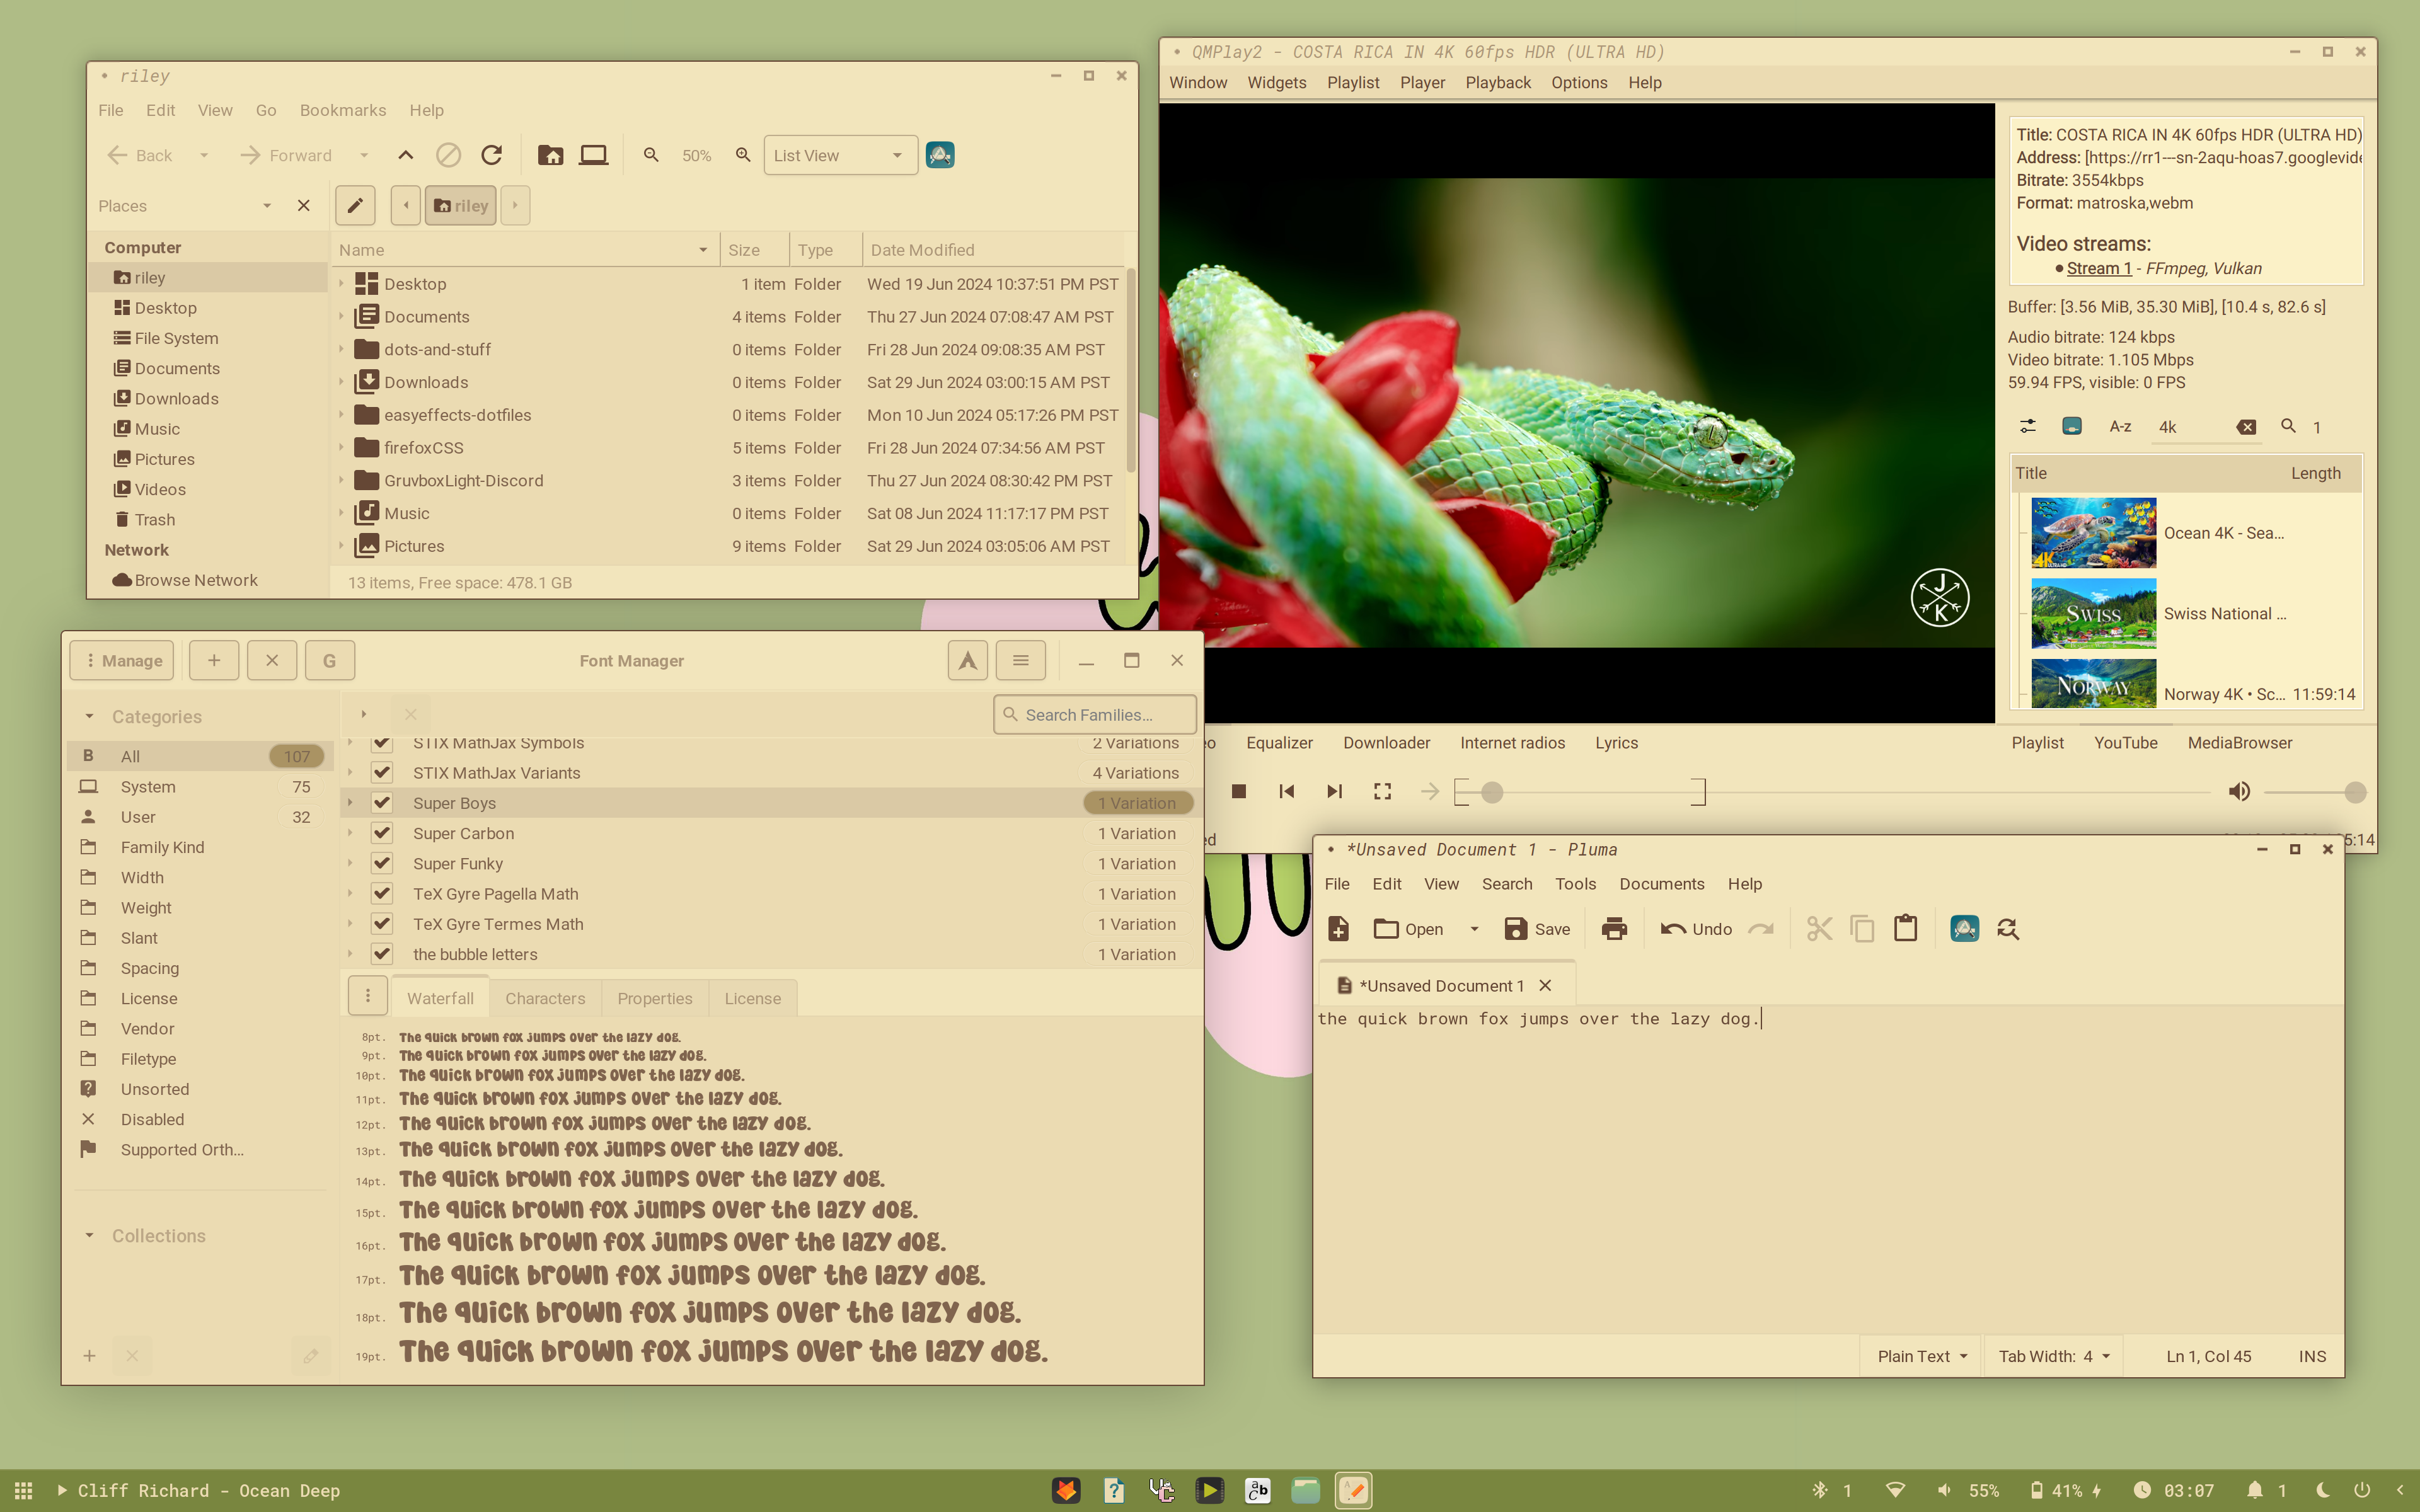 • riley
File Edit View Go Bookmarks Help
Back Forward 50% List View
Places riley
Computer
riley
Desktop
File System
Documents
Downloads
Music
Pictures
Videos
Trash
Network
Browse Network
Name Size Type Date Modified
Desktop 1 item Folder Wed 19 Jun 2024 10:37:51 PM PST
Documents 4 items Folder Thu 27 Jun 2024 07:08:47 AM PST
dots-and-stuff 0 items Folder Fri 28 Jun 2024 09:08:35 AM PST
Downloads 0 items Folder Sat 29 Jun 2024 03:00:15 AM PST
easyeffects-dotfiles 0 items Folder Mon 10 Jun 2024 05:17:26 PM PST
firefoxCSS 5 items Folder Fri 28 Jun 2024 07:34:56 AM PST
GruvboxLight-Discord 3 items Folder Thu 27 Jun 2024 08:30:42 PM PST
Music 0 items Folder Sat 08 Jun 2024 11:17:17 PM PST
Pictures 9 items Folder Sat 29 Jun 2024 03:05:06 AM PST
13 items, Free space: 478.1 GB
• QMPlay2 - COSTA RICA IN 4K 60fps HDR (ULTRA HD)
Window Widgets Playlist Player Playback Options Help
J
K
Title: COSTA RICA IN 4K 60fps HDR (ULTRA HD)
Address: [https://rr1---sn-2aqu-hoas7.googlevide
Bitrate: 3554kbps
Format: matroska,webm
Video streams:
• Stream 1 - FFmpeg, Vulkan
Buffer: [3.56 MiB, 35.30 MiB], [10.4 s, 82.6 s]
Audio bitrate: 124 kbps
Video bitrate: 1.105 Mbps
59.94 FPS, visible: 0 FPS
A-z 4k 1
Title Length
4K Ocean 4K - Sea…
SWISS Swiss National …
NORWAY Norway 4K • Sc… 11:59:14
Equalizer Downloader Internet radios Lyrics
Playlist YouTube MediaBrowser
ed 5:14
Manage G Font Manager
Categories
All 107
System 75
User 32
Family Kind
Width
Weight
Slant
Spacing
License
Vendor
Filetype
Unsorted
Disabled
Supported Orth…
Collections
Search Families…
STIX MathJax Symbols 2 Variations
STIX MathJax Variants 4 Variations
Super Boys 1 Variation
Super Carbon 1 Variation
Super Funky 1 Variation
TeX Gyre Pagella Math 1 Variation
TeX Gyre Termes Math 1 Variation
the bubble letters 1 Variation
Waterfall Characters Properties License
8pt. The quick brown fox jumps over the lazy dog.
9pt. The quick brown fox jumps over the lazy dog.
10pt. The quick brown fox jumps over the lazy dog.
11pt. The quick brown fox jumps over the lazy dog.
12pt. The quick brown fox jumps over the lazy dog.
13pt. The quick brown fox jumps over the lazy dog.
14pt. The quick brown fox jumps over the lazy dog.
15pt. The quick brown fox jumps over the lazy dog.
16pt. The quick brown fox jumps over the lazy dog.
17pt. The quick brown fox jumps over the lazy dog.
18pt. The quick brown fox jumps over the lazy dog.
19pt. The quick brown fox jumps over the lazy dog.
• *Unsaved Document 1 - Pluma
File Edit View Search Tools Documents Help
Open Save Undo
*Unsaved Document 1
the quick brown fox jumps over the lazy dog.
Plain Text Tab Width: 4 Ln 1, Col 45 INS
Cliff Richard - Ocean Deep
1 55% 41% 03:07 1